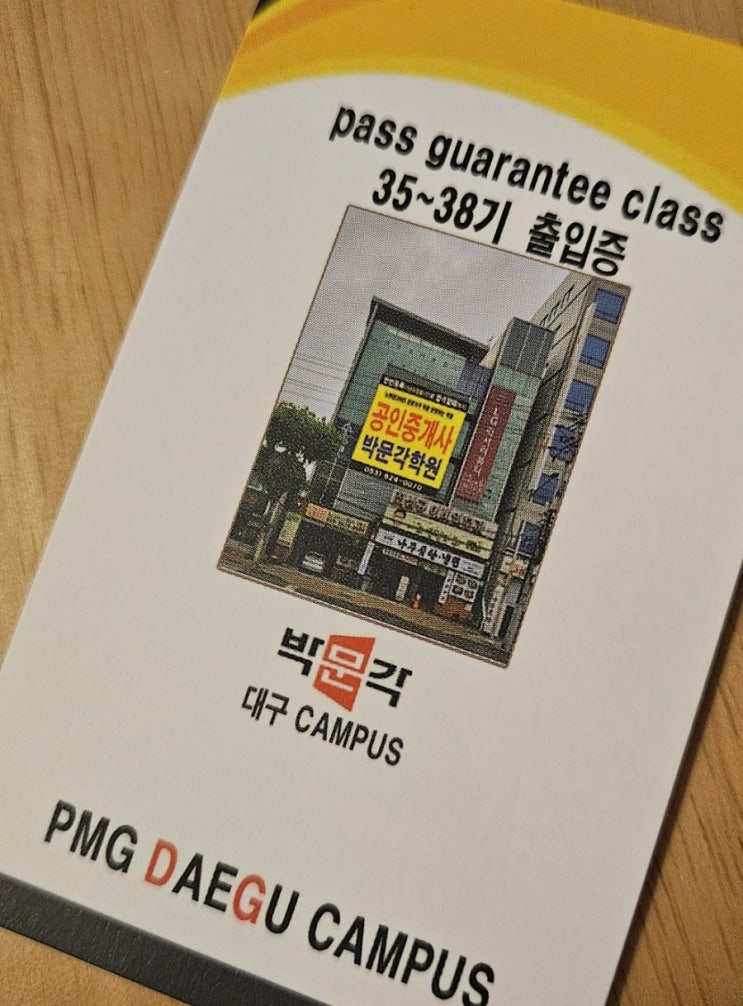 pass guarantee class
35~38기 출입증
공인중개사
박문각학원
박문각
대구 CAMPUS
PMG DAEGU CAMPUS